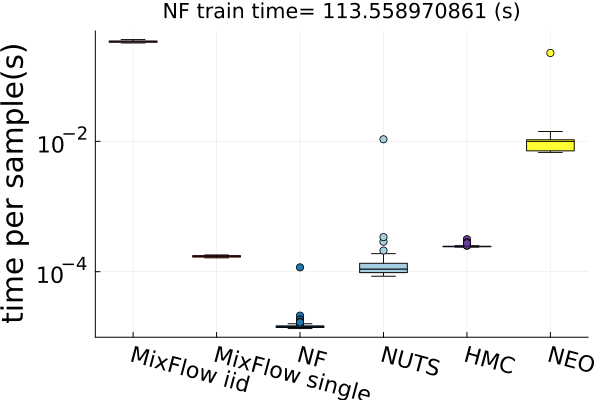 NF train time= 113.558970861 (s)
time per sample(s)
10⁻²
10⁻⁴
MixFlow iid
MixFlow single
NF
NUTS
HMC
NEO